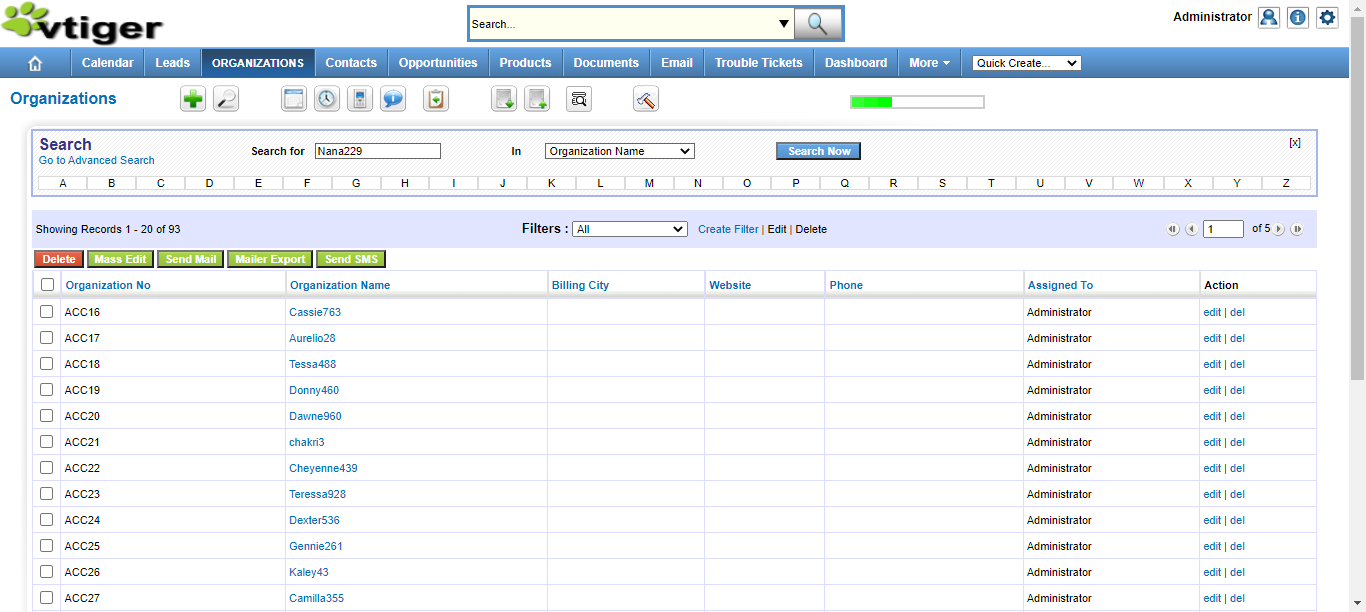 vtiger
Search...
Administrator
Calendar Leads ORGANIZATIONS Contacts Opportunities Products Documents Email Trouble Tickets Dashboard More Quick Create...
Organizations
Search
Go to Advanced Search
Search for Nana229 In Organization Name Search Now [x]
A B C D E F G H I J K L M N O P Q R S T U V W X Y Z
Showing Records 1 - 20 of 93 Filters : All Create Filter | Edit | Delete 1 of 5
Delete Mass Edit Send Mail Mailer Export Send SMS
Organization No Organization Name Billing City Website Phone Assigned To Action
ACC16 Cassie763 Administrator edit | del
ACC17 Aurelio28 Administrator edit | del
ACC18 Tessa488 Administrator edit | del
ACC19 Donny460 Administrator edit | del
ACC20 Dawne960 Administrator edit | del
ACC21 chakri3 Administrator edit | del
ACC22 Cheyenne439 Administrator edit | del
ACC23 Teressa928 Administrator edit | del
ACC24 Dexter536 Administrator edit | del
ACC25 Gennie261 Administrator edit | del
ACC26 Kaley43 Administrator edit | del
ACC27 Camilla355 Administrator edit | del